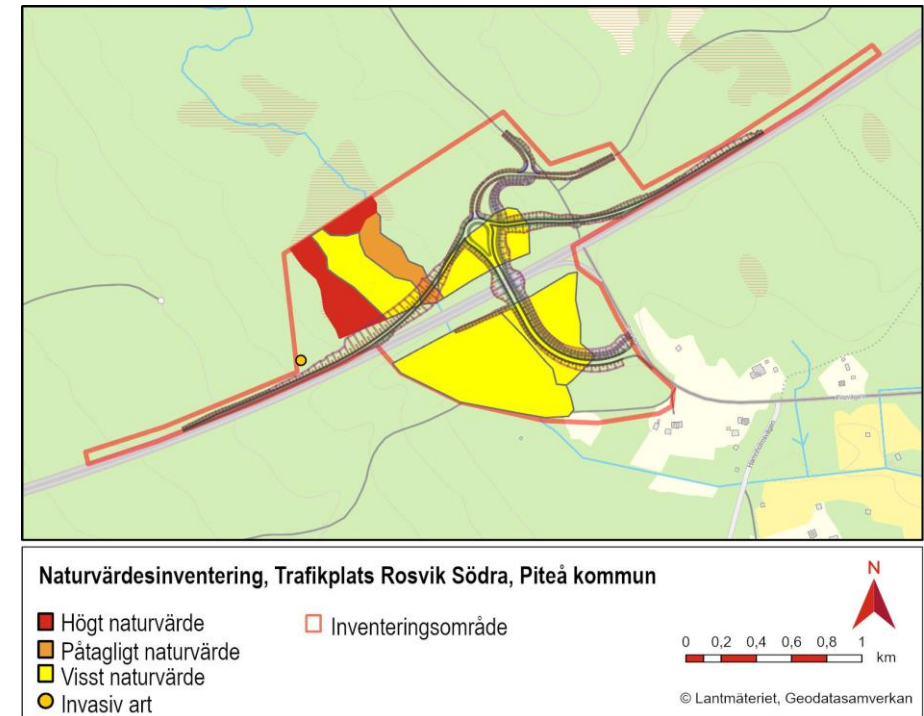 Hamnholmsvägen
Naturvärdesinventering, Trafikplats Rosvik Södra, Piteå kommun
Högt naturvärde
Påtagligt naturvärde
Visst naturvärde
Invasiv art
Inventeringsområde
N
0 0,2 0,4 0,6 0,8 1
km
© Lantmäteriet, Geodatasamverkan